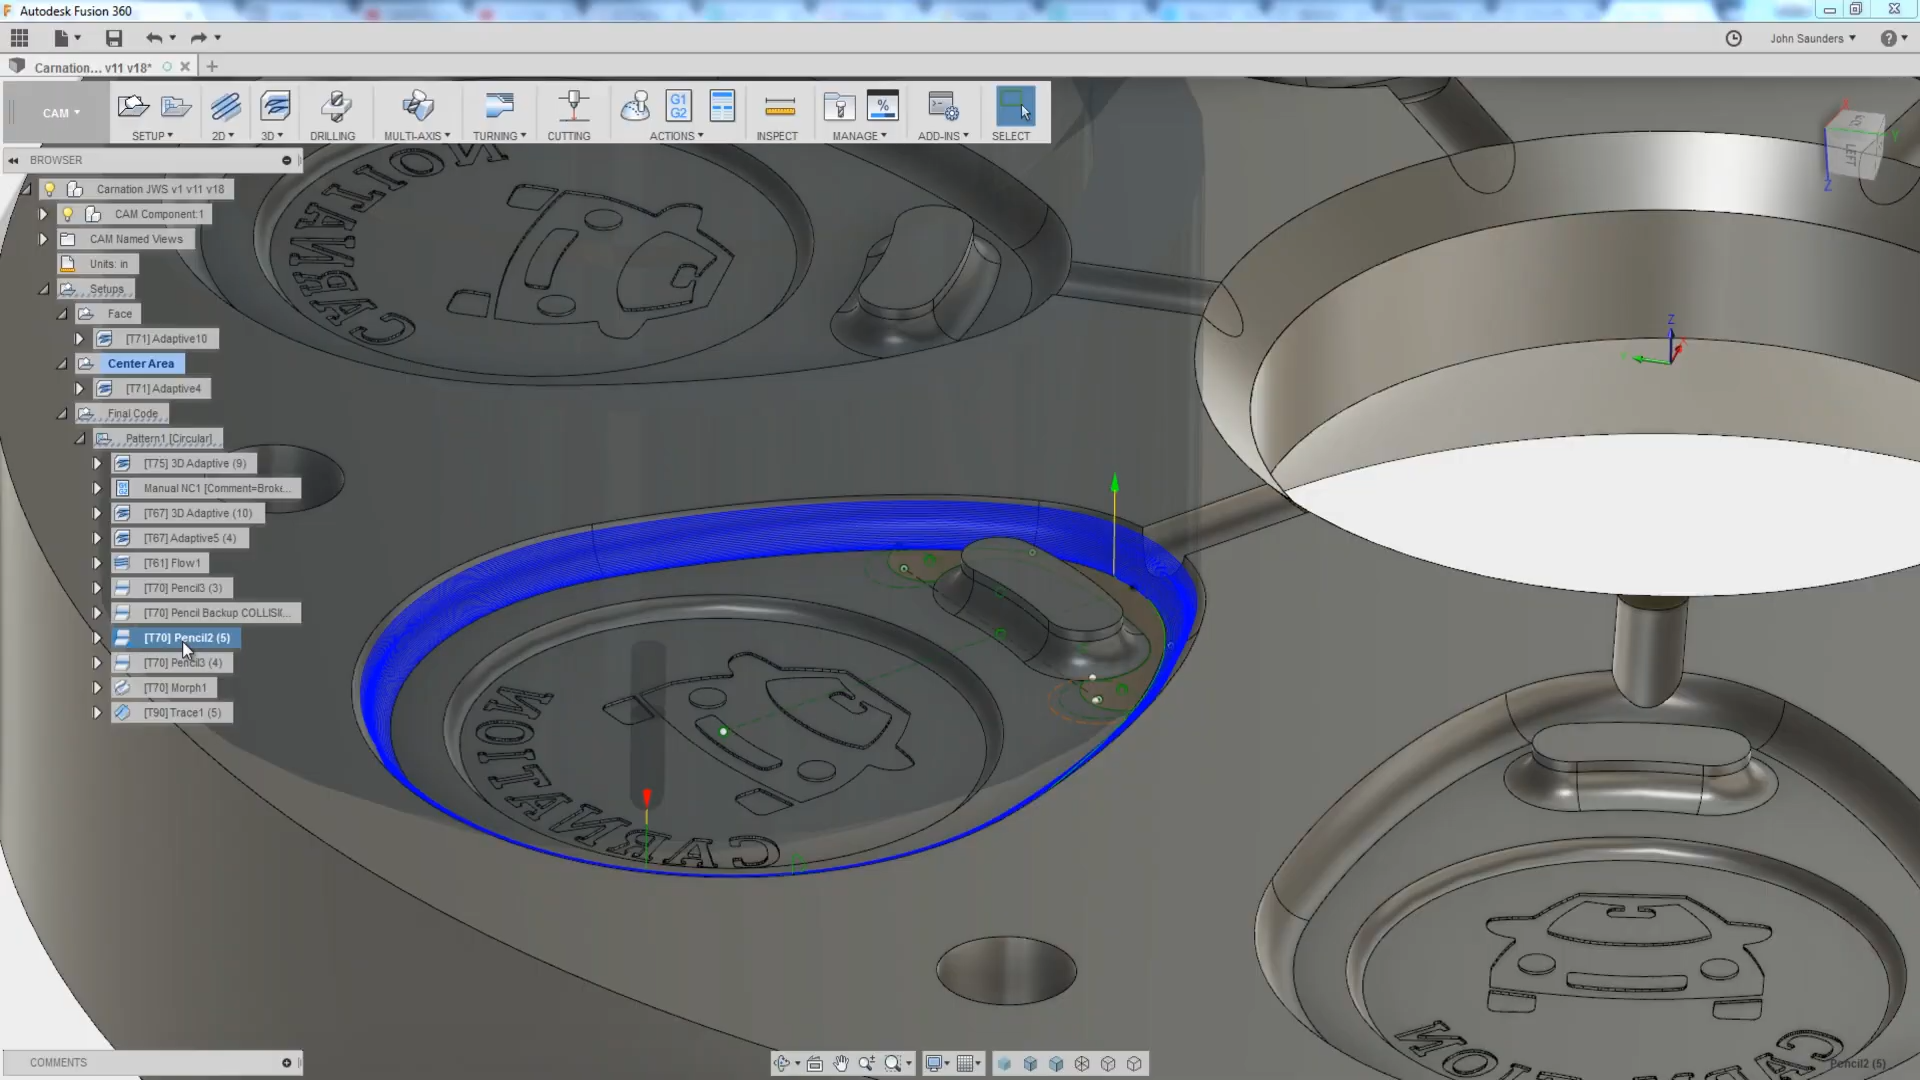 Autodesk Fusion 360
John Saunders
Carnation... v11 v18*
CAM
SETUP
2D
3D
DRILLING
MULTI-AXIS
TURNING
CUTTING
G1
G2
ACTIONS
INSPECT
%
MANAGE
ADD-INS
SELECT
BROWSER
Carnation JWS v1 v11 v18
CAM Component:1
CAM Named Views
Units: in
Setups
Face
[T71] Adaptive10
Center Area
[T71] Adaptive4
Final Code
Pattern1 [Circular]
[T75] 3D Adaptive (9)
Manual NC1 [Comment=Broke...
[T67] 3D Adaptive (10)
[T67] Adaptive5 (4)
[T61] Flow1
[T70] Pencil3 (3)
[T70] Pencil Backup COLLISI...
[T70] Pencil2 (5)
[T70] Pencil3 (4)
[T70] Morph1
[T90] Trace1 (5)
COMMENTS
CARNATION
CARNATION
Z
LEFT
X
Y
Z
Pencil2 (5)